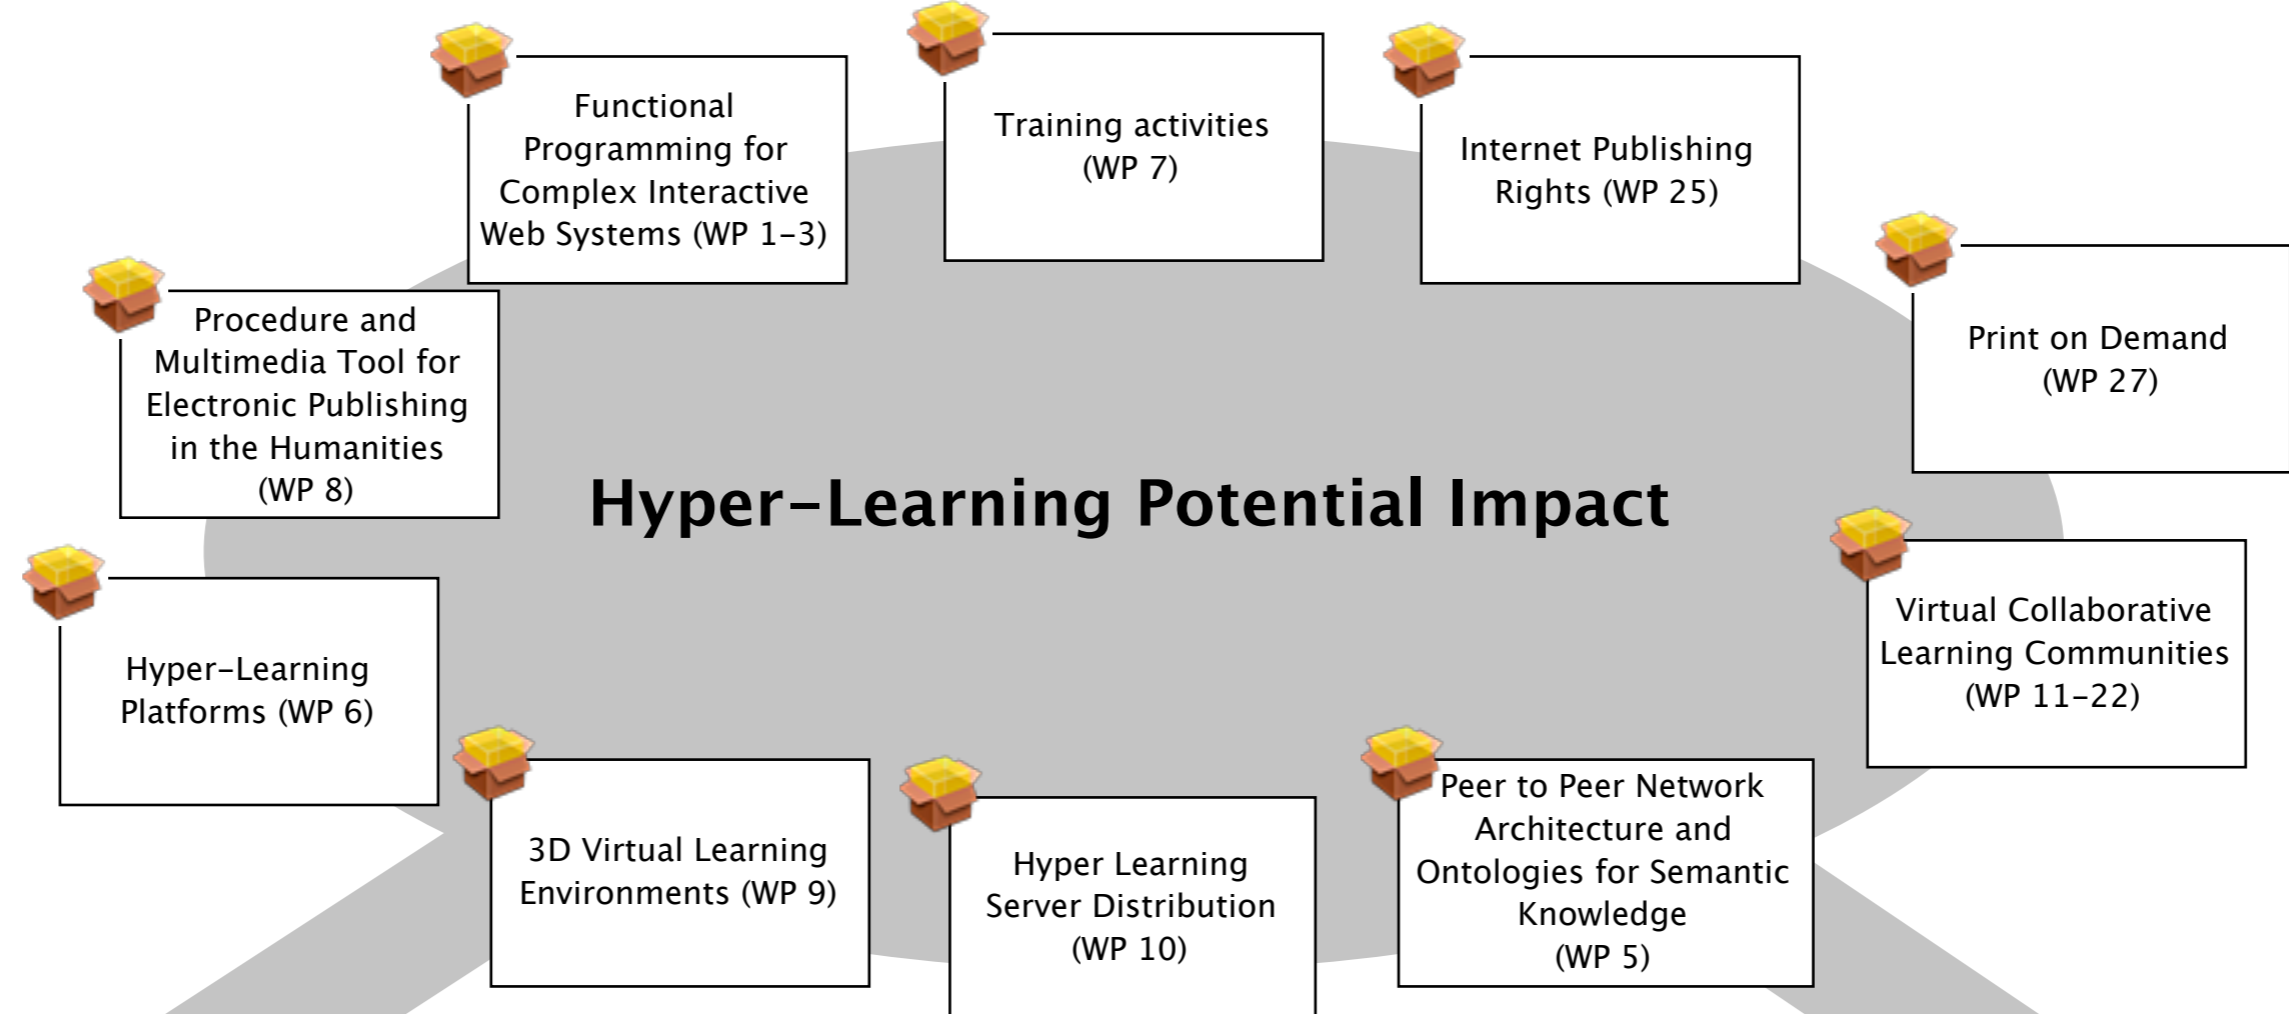 Functional
Programming for
Complex Interactive
Web Systems (WP 1–3)
Training activities
(WP 7)
Internet Publishing
Rights (WP 25)
Procedure and
Multimedia Tool for
Electronic Publishing
in the Humanities
(WP 8)
Print on Demand
(WP 27)
Hyper–Learning Potential Impact
Hyper–Learning
Platforms (WP 6)
Virtual Collaborative
Learning Communities
(WP 11–22)
3D Virtual Learning
Environments (WP 9)
Hyper Learning
Server Distribution
(WP 10)
Peer to Peer Network
Architecture and
Ontologies for Semantic
Knowledge
(WP 5)